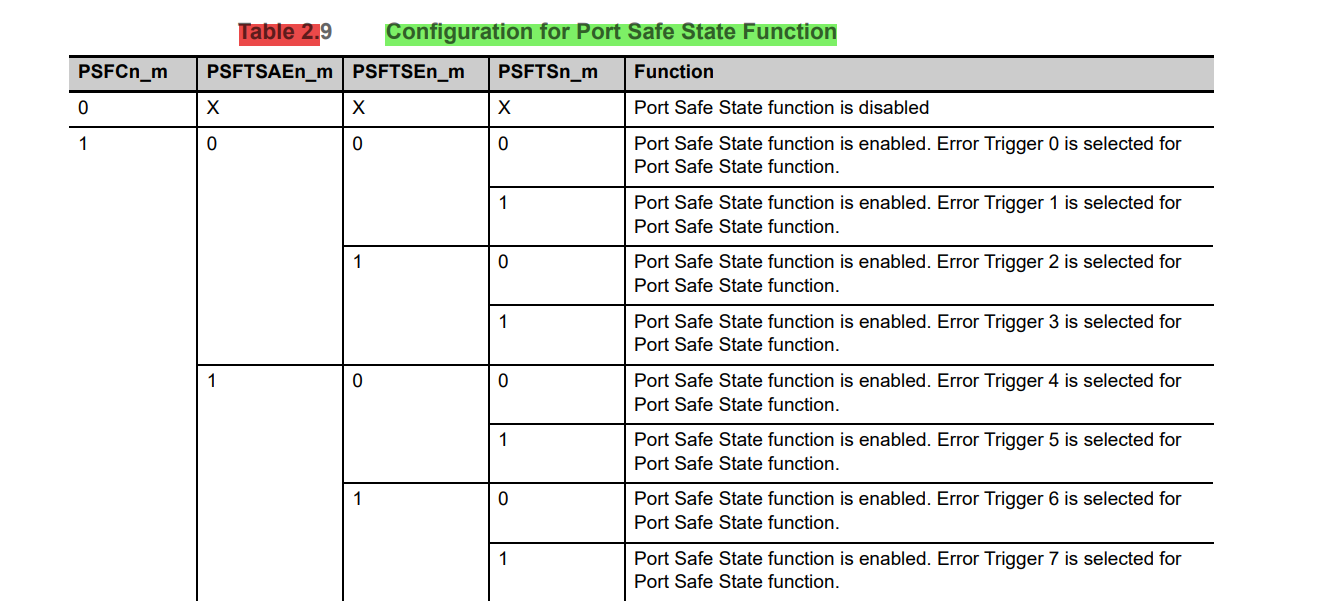 Table 2.9 Configuration for Port Safe State Function
PSFCn_m PSFTSAEn_m PSFTSEn_m PSFTSn_m Function
0 X X X Port Safe State function is disabled
1 0 0 0 Port Safe State function is enabled. Error Trigger 0 is selected for
Port Safe State function.
1 Port Safe State function is enabled. Error Trigger 1 is selected for
Port Safe State function.
1 0 Port Safe State function is enabled. Error Trigger 2 is selected for
Port Safe State function.
1 Port Safe State function is enabled. Error Trigger 3 is selected for
Port Safe State function.
1 0 0 Port Safe State function is enabled. Error Trigger 4 is selected for
Port Safe State function.
1 Port Safe State function is enabled. Error Trigger 5 is selected for
Port Safe State function.
1 0 Port Safe State function is enabled. Error Trigger 6 is selected for
Port Safe State function.
1 Port Safe State function is enabled. Error Trigger 7 is selected for
Port Safe State function.